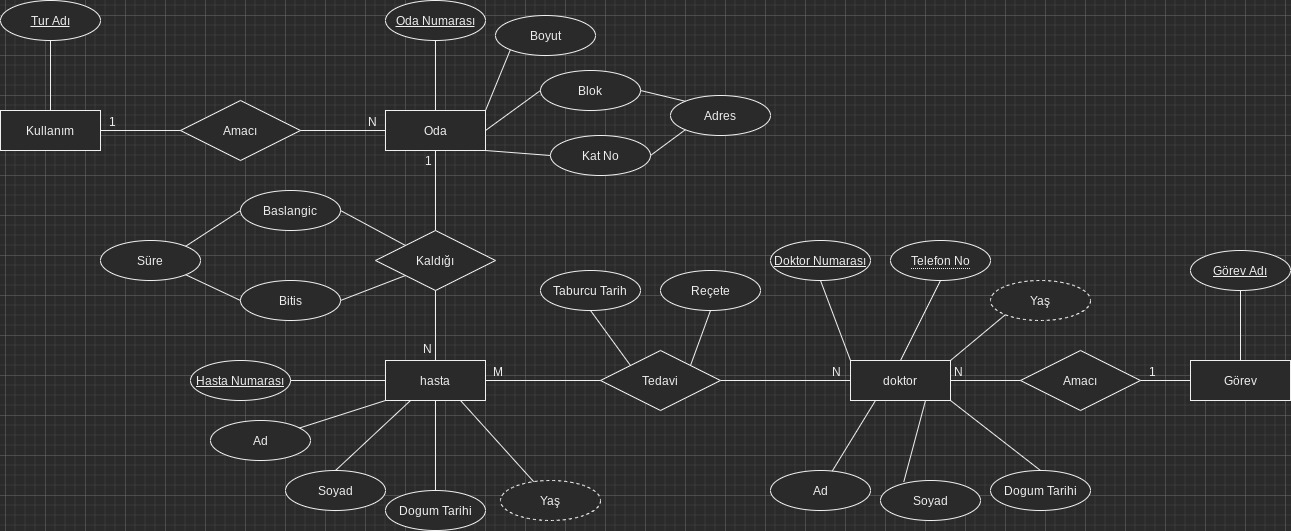 Tur Adı
Oda Numarası
Boyut
Blok
Adres
Kullanım
1
Amacı
N
Oda
Kat No
1
Baslangic
Süre
Kaldığı
Bitis
Doktor Numarası
Telefon No
Görev Adı
Taburcu Tarih
Reçete
Yaş
N
Hasta Numarası
hasta
M
Tedavi
N
doktor
N
Amacı
1
Görev
Ad
Soyad
Dogum Tarihi
Yaş
Ad
Soyad
Dogum Tarihi